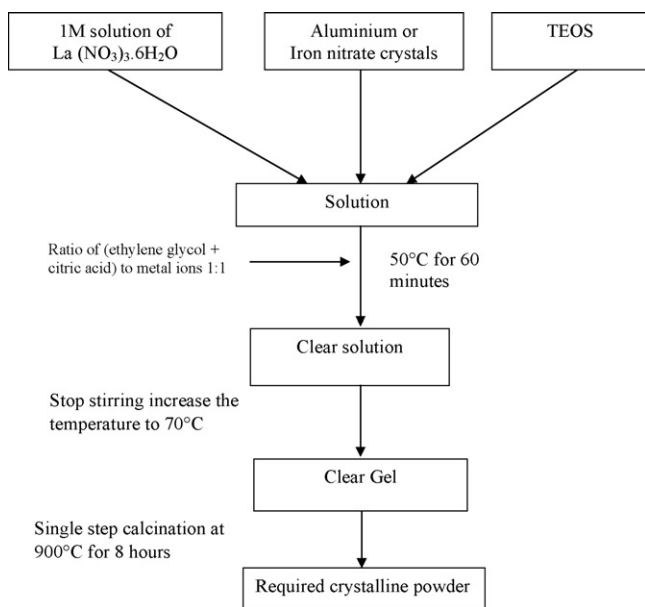 1M solution of
La (NO₃)₃.6H₂O
Aluminium or
Iron nitrate crystals
TEOS
Solution
Ratio of (ethylene glycol +
citric acid) to metal ions 1:1
50°C for 60
minutes
Clear solution
Stop stirring increase the
temperature to 70°C
Clear Gel
Single step calcination at
900°C for 8 hours
Required crystalline powder